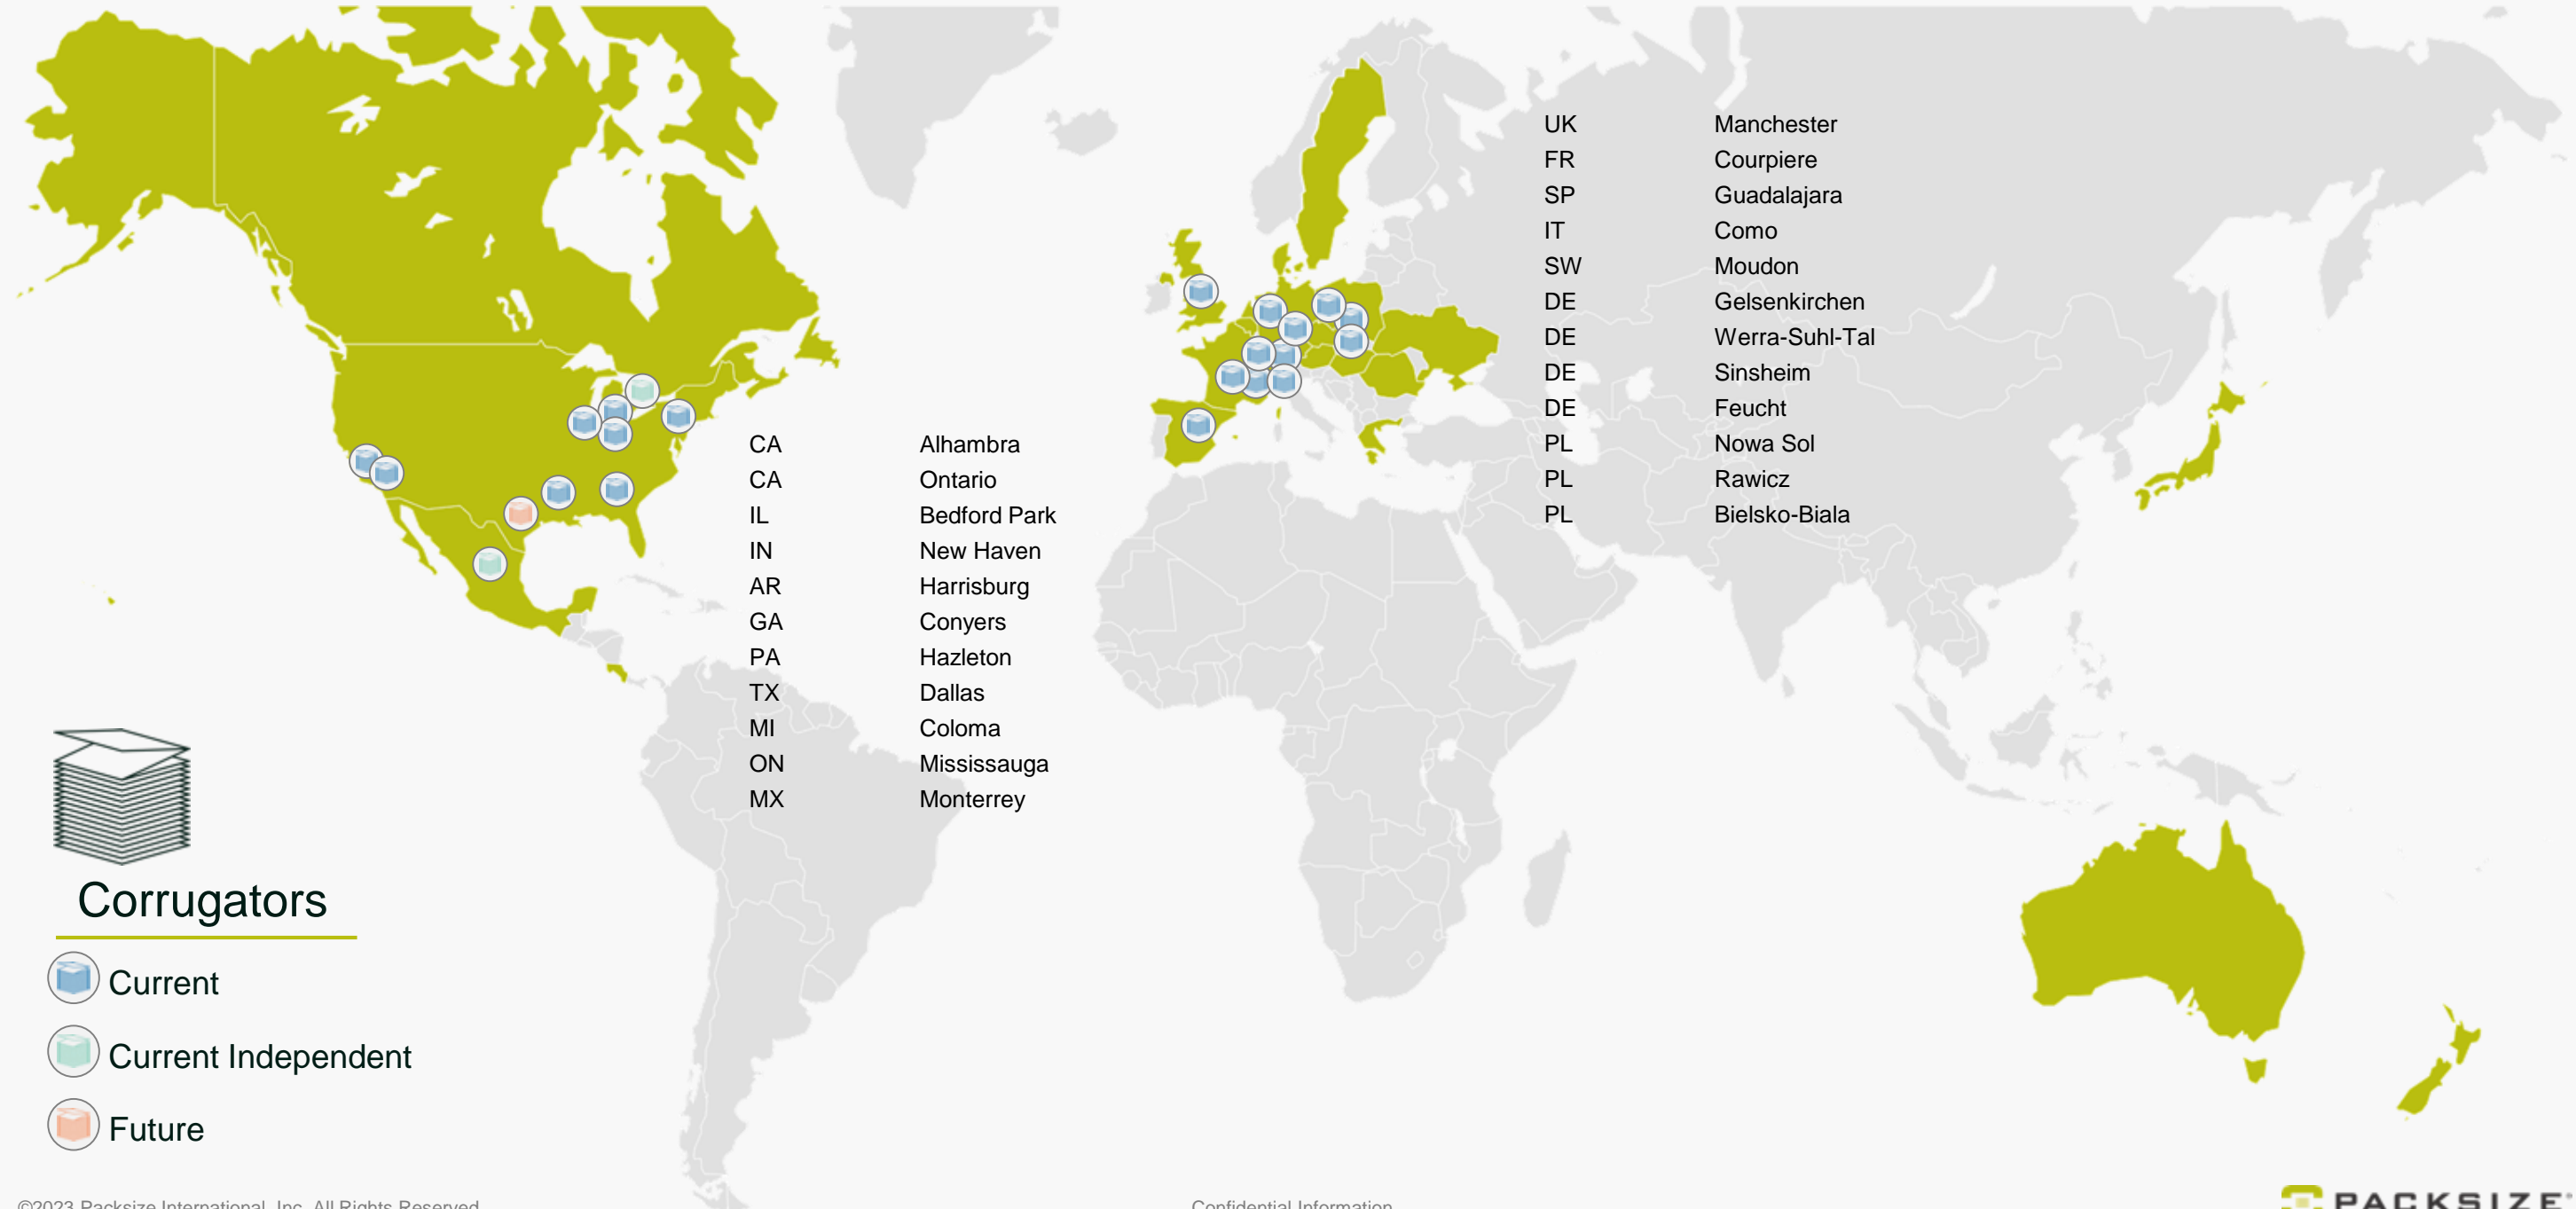 UK Manchester
FR Courpiere
SP Guadalajara
IT Como
SW Moudon
DE Gelsenkirchen
DE Werra-Suhl-Tal
DE Sinsheim
DE Feucht
PL Nowa Sol
PL Rawicz
PL Bielsko-Biala
CA Alhambra
CA Ontario
IL Bedford Park
IN New Haven
AR Harrisburg
GA Conyers
PA Hazleton
TX Dallas
MI Coloma
ON Mississauga
MX Monterrey
Corrugators
Current
Current Independent
Future
©2023 Packsize International, Inc. All Rights Reserved
Confidential Information
PACKSIZE®